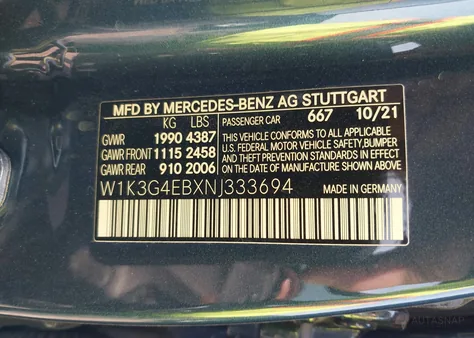 MFD BY MERCEDES-BENZ AG STUTTGART
KG LBS
PASSENGER CAR 667 10/21
GVWR 1990 4387
GAWR FRONT 1115 2458
GAWR REAR 910 2006
THIS VEHICLE CONFORMS TO ALL APPLICABLE
U.S. FEDERAL MOTOR VEHICLE SAFETY,BUMPER
AND THEFT PREVENTION STANDARDS IN EFFECT
ON THE DATE OF MANUFACTURE SHOWN ABOVE
W1K3G4EBXNJ333694 MADE IN GERMANY